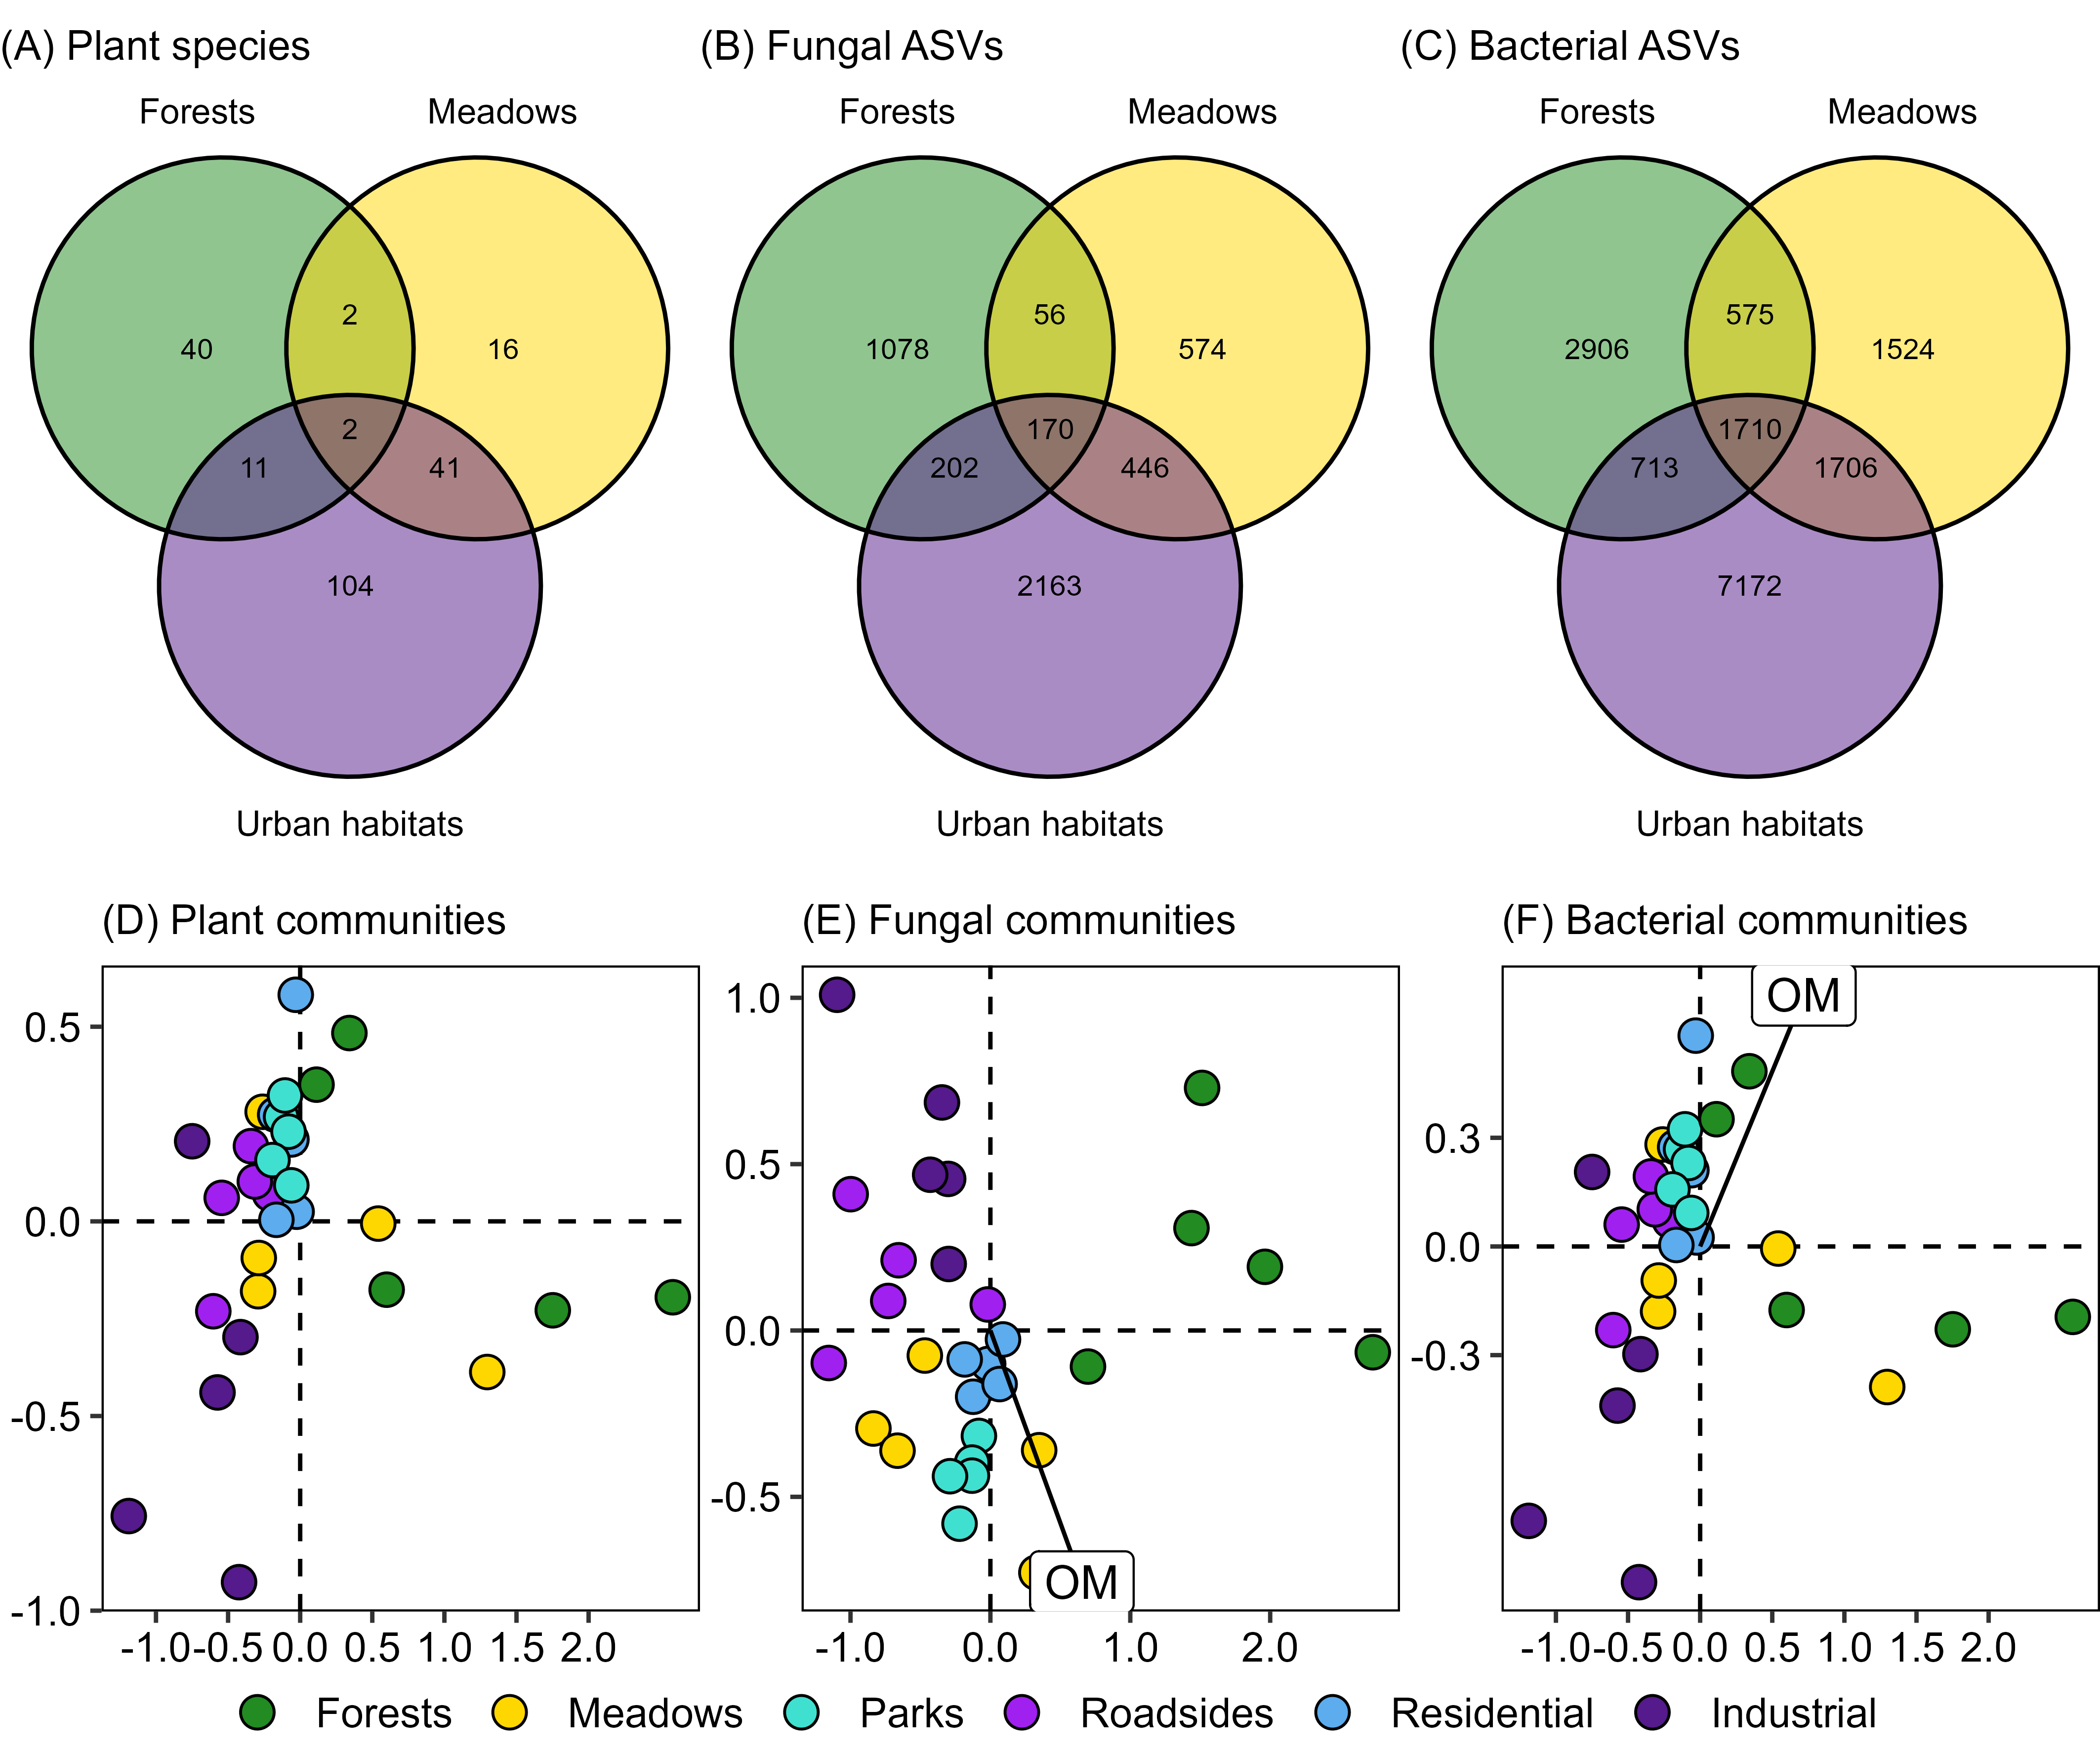 (A) Plant species
(B) Fungal ASVs
(C) Bacterial ASVs
Forests
Meadows
Forests
Meadows
Forests
Meadows
2
40
16
2
11
41
104
56
1078
574
170
202
446
2163
575
2906
1524
1710
713
1706
7172
Urban habitats
Urban habitats
Urban habitats
(D) Plant communities
0.5
0.0
-0.5
-1.0
-1.0 -0.5 0.0 0.5 1.0 1.5 2.0
(E) Fungal communities
1.0
0.5
0.0
-0.5
OM
-1.0 0.0 1.0 2.0
(F) Bacterial communities
OM
0.3
0.0
-0.3
-1.0 -0.5 0.0 0.5 1.0 1.5 2.0
Forests Meadows Parks Roadsides Residential Industrial